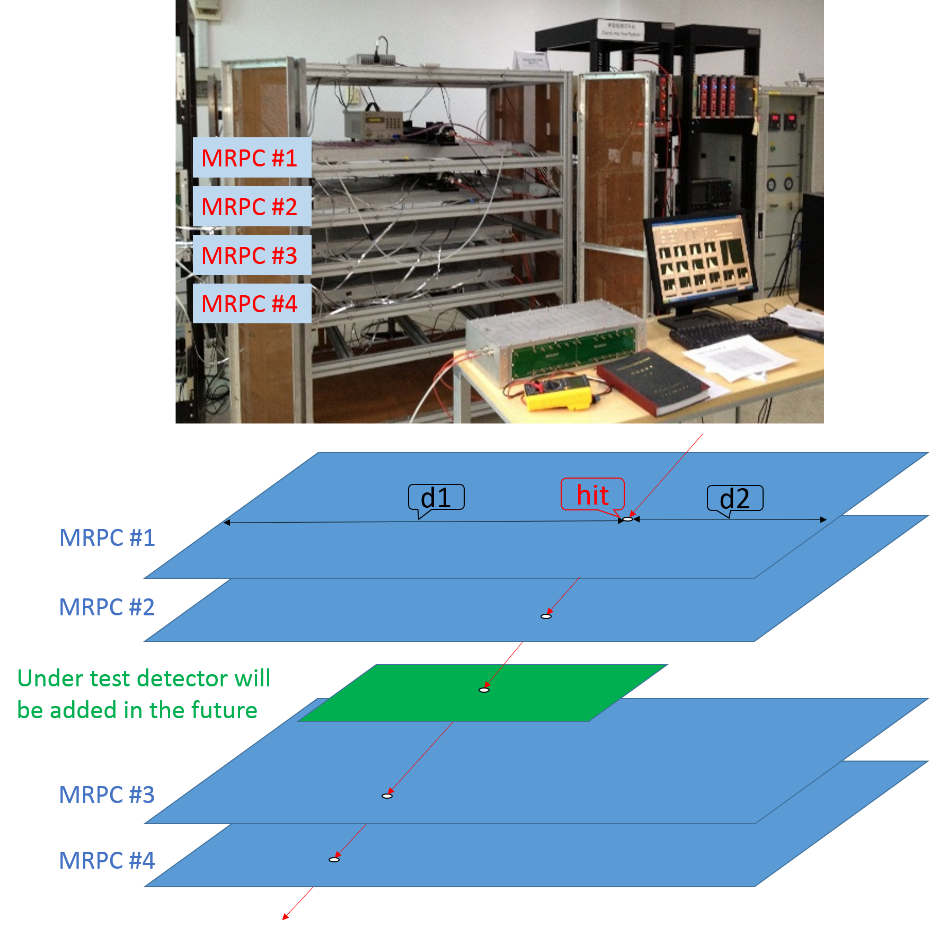 MRPC #1
MRPC #2
MRPC #3
MRPC #4
d1
hit
d2
MRPC #1
MRPC #2
Under test detector will
be added in the future
MRPC #3
MRPC #4